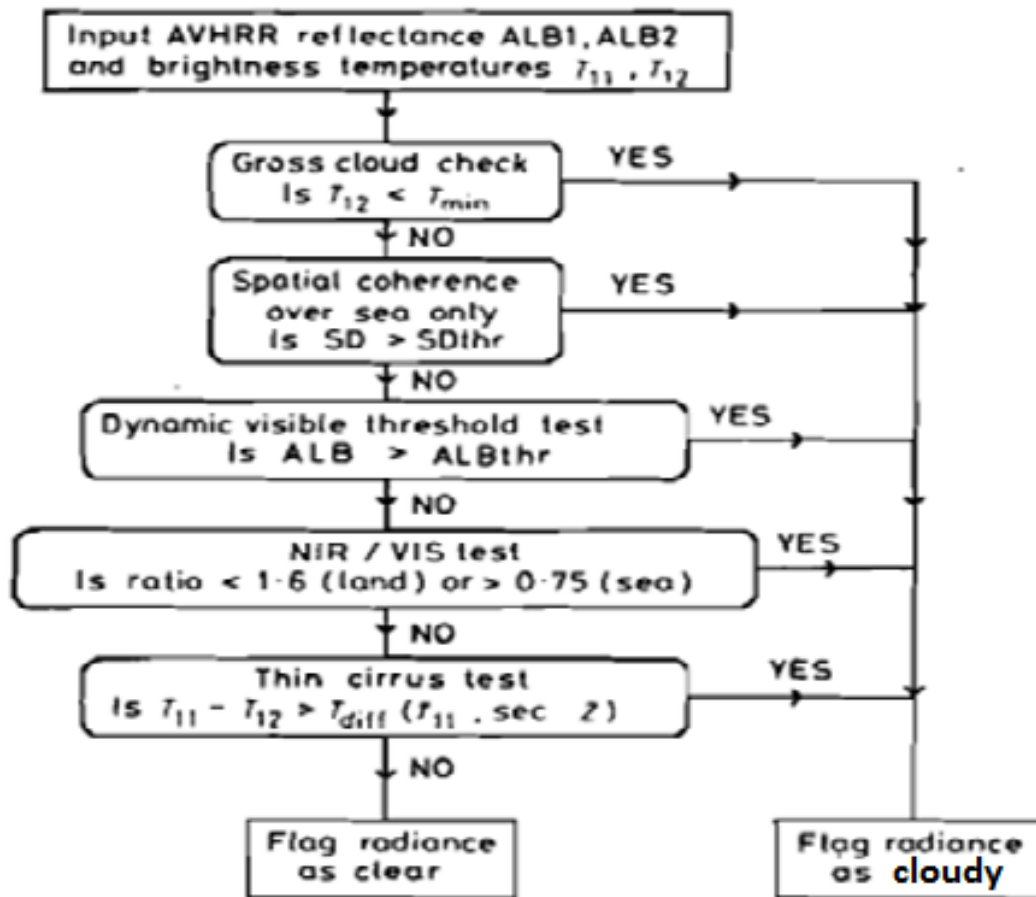 Input AVHRR reflectance ALB1, ALB2
and brightness temperatures T11, T12
Gross cloud check
Is T12 < Tmin
YES
NO
Spatial coherence
over sea only
Is SD > SDthr
YES
NO
Dynamic visible threshold test
Is ALB > ALBthr
YES
NO
NIR / VIS test
Is ratio < 1·6 (land) or > 0·75 (sea)
YES
NO
Thin cirrus test
Is T11 - T12 > Tdiff (T11 , sec Z)
YES
NO
Flag radiance
as clear
Flag radiance
as cloudy